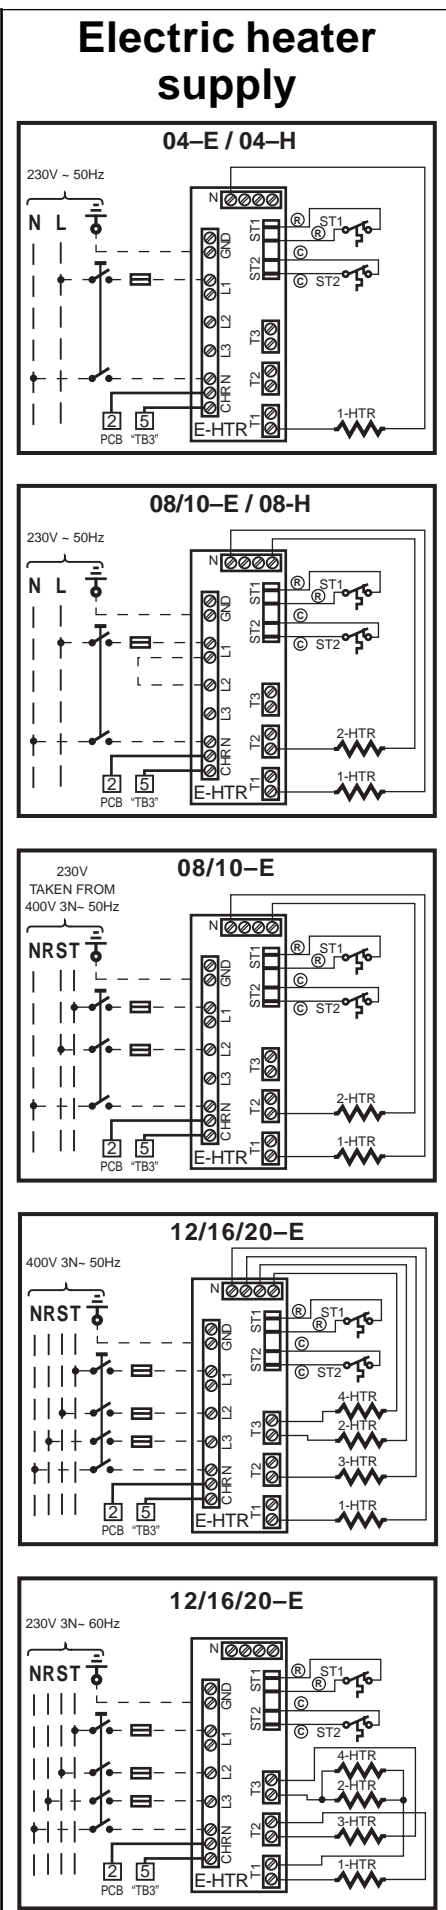 Electric heater
supply
04–E / 04–H
230V ~ 50Hz
N L
N
GND
L1
L2
L3
N
CHR
ST1
ST2
T3
T2
T1
R ST1
R
C
C ST2
1-HTR
2 5
PCB "TB3"
E-HTR
08/10–E / 08-H
230V ~ 50Hz
N L
N
GND
L1
L2
L3
N
CHR
ST1
ST2
T3
T2
T1
R ST1
R
C
C ST2
2-HTR
1-HTR
2 5
PCB "TB3"
E-HTR
08/10–E
230V
TAKEN FROM
400V 3N~ 50Hz
NRST
N
GND
L1
L2
L3
N
CHR
ST1
ST2
T3
T2
T1
R ST1
R
C
C ST2
2-HTR
1-HTR
2 5
PCB "TB3"
E-HTR
12/16/20–E
400V 3N~ 50Hz
NRST
N
GND
L1
L2
L3
N
CHR
ST1
ST2
T3
T2
T1
R ST1
R
C
C ST2
4-HTR
2-HTR
3-HTR
1-HTR
2 5
PCB "TB3"
E-HTR
12/16/20–E
230V 3N~ 60Hz
NRST
N
GND
L1
L2
L3
N
CHR
ST1
ST2
T3
T2
T1
R ST1
R
C
C ST2
4-HTR
2-HTR
3-HTR
1-HTR
2 5
PCB "TB3"
E-HTR